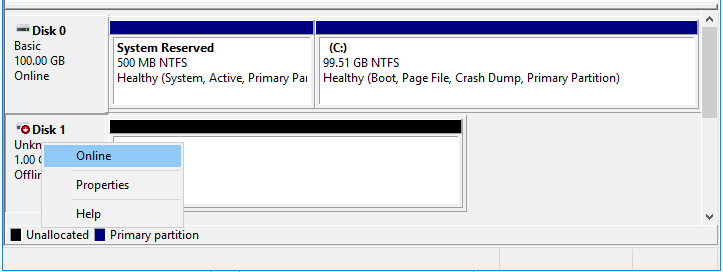 Disk 0
Basic
100.00 GB
Online
System Reserved
500 MB NTFS
Healthy (System, Active, Primary Par
(C:)
99.51 GB NTFS
Healthy (Boot, Page File, Crash Dump, Primary Partition)
Disk 1
Unkn
1.00
Offlin
Online
Properties
Help
Unallocated
Primary partition